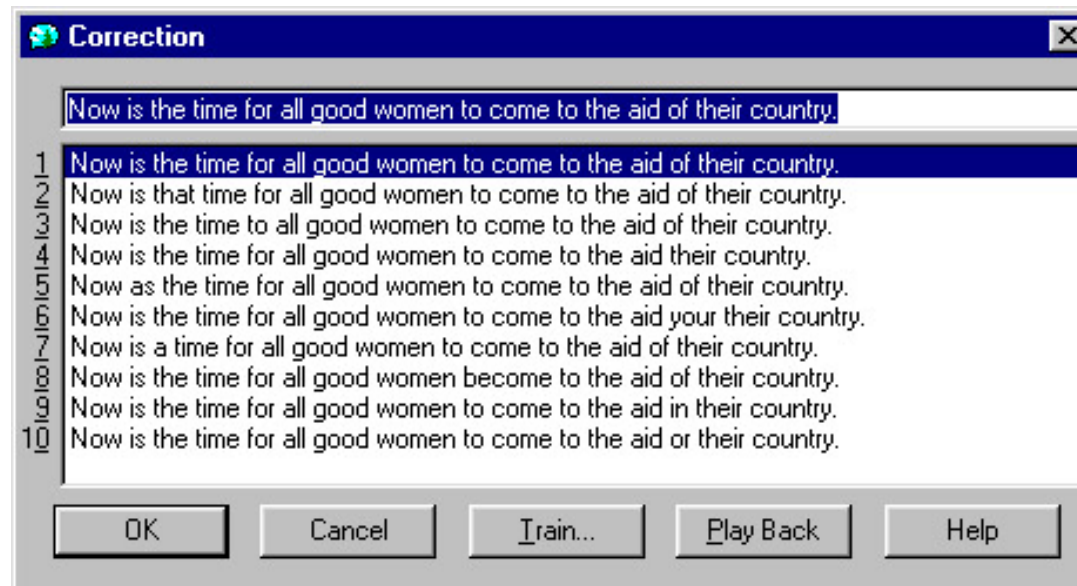 Correction
Now is the time for all good women to come to the aid of their country.
1 Now is the time for all good women to come to the aid of their country.
2 Now is that time for all good women to come to the aid of their country.
3 Now is the time to all good women to come to the aid of their country.
4 Now is the time for all good women to come to the aid their country.
5 Now as the time for all good women to come to the aid of their country.
6 Now is the time for all good women to come to the aid your their country.
7 Now is a time for all good women to come to the aid of their country.
8 Now is the time for all good women become to the aid of their country.
9 Now is the time for all good women to come to the aid in their country.
10 Now is the time for all good women to come to the aid or their country.
OK Cancel Train... Play Back Help